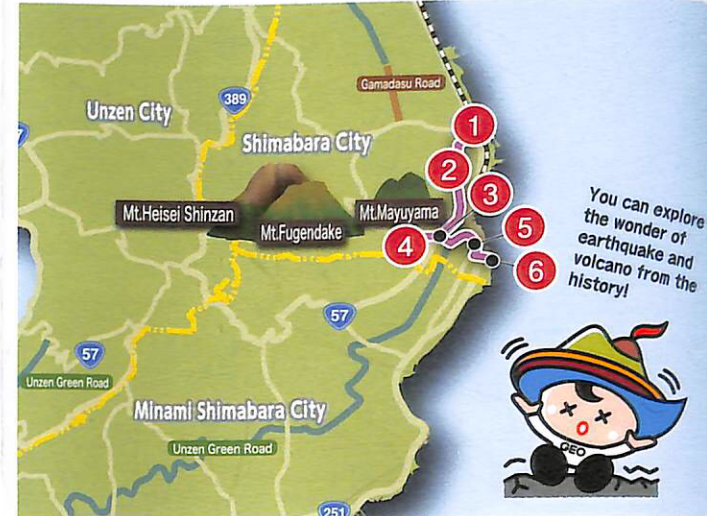 Gamadasu Road
389
Unzen City
Shimabara City
1
2
3
Mt.Heisei Shinzan
Mt.Fugendake
Mt.Mayuyama
4
5
6
You can explore
the wonder of
earthquake and
volcano from the
history!
57
57
Unzen Green Road
Minami Shimabara City
Unzen Green Road
GEO
251